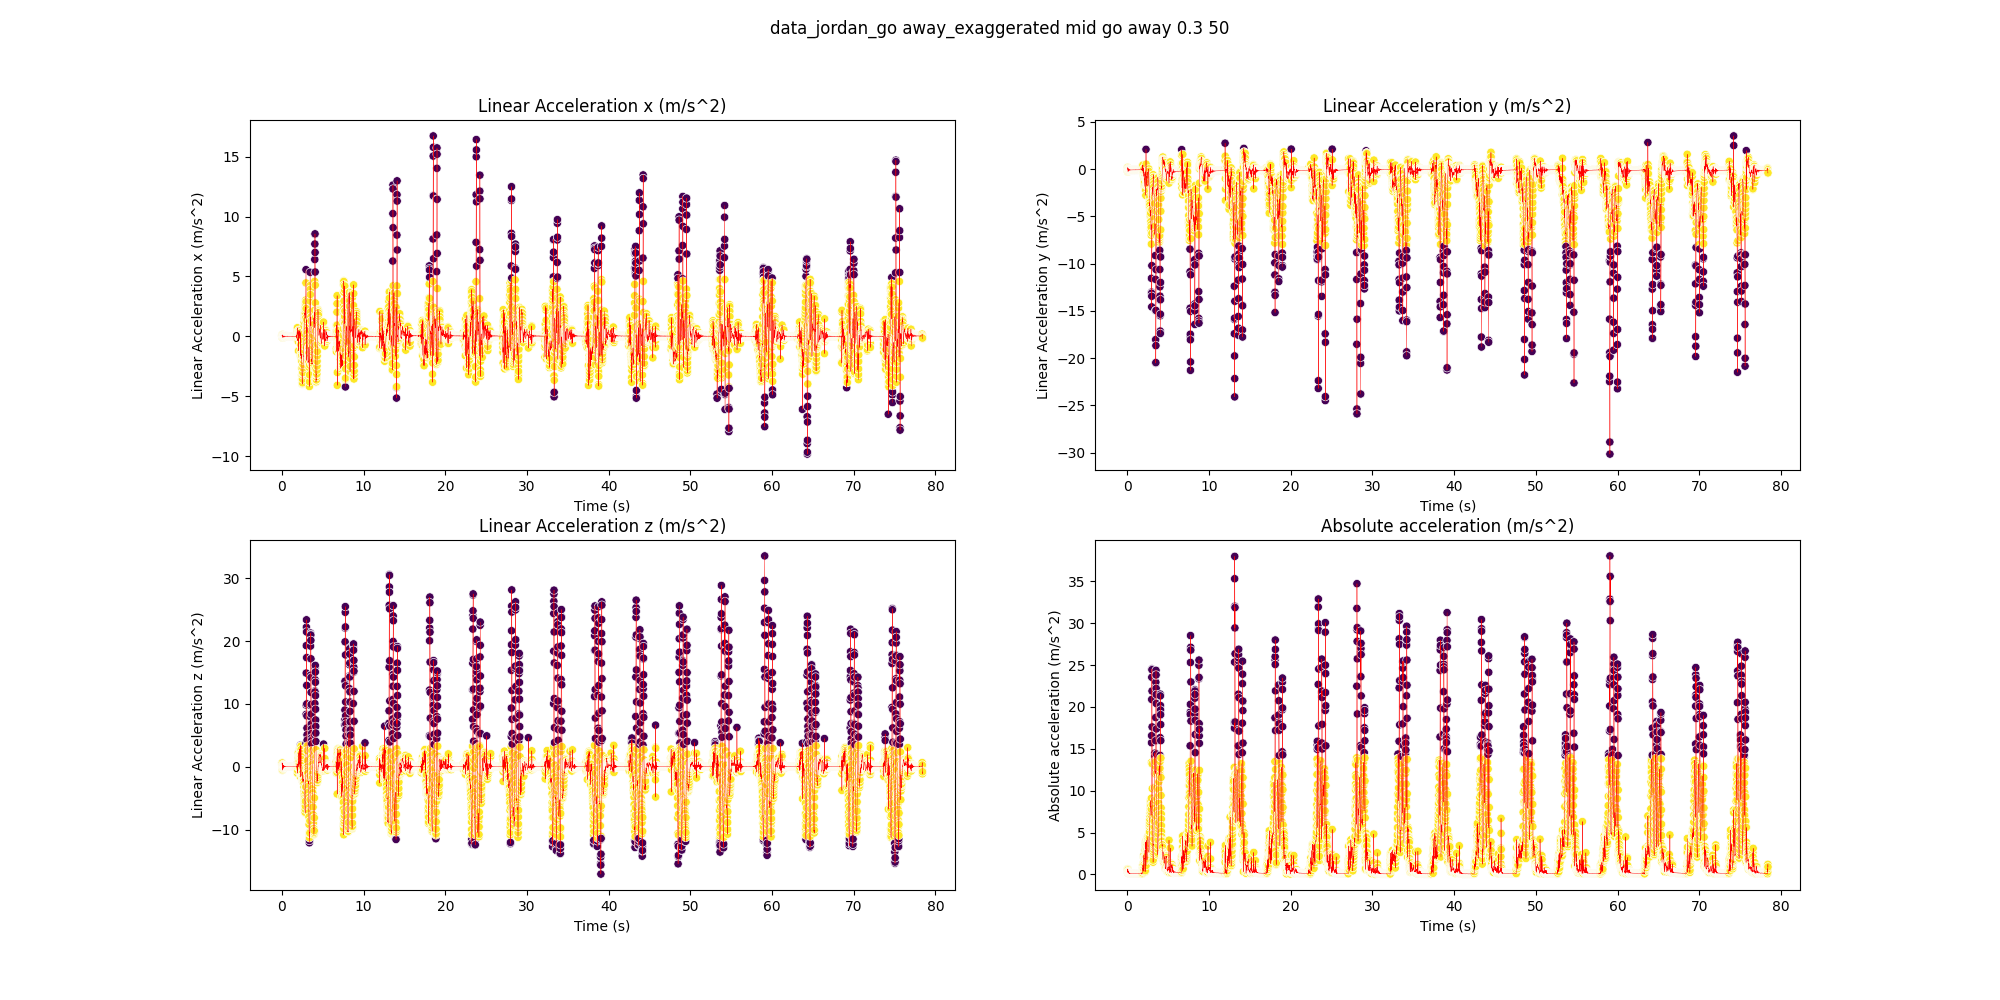 data_jordan_go away_exaggerated mid go away 0.3 50
Linear Acceleration x (m/s^2)
Linear Acceleration x (m/s^2)
15
10
5
0
−5
−10
0 10 20 30 40 50 60 70 80
Time (s)
Linear Acceleration y (m/s^2)
Linear Acceleration y (m/s^2)
5
0
−5
−10
−15
−20
−25
−30
0 10 20 30 40 50 60 70 80
Time (s)
Linear Acceleration z (m/s^2)
Linear Acceleration z (m/s^2)
30
20
10
0
−10
0 10 20 30 40 50 60 70 80
Time (s)
Absolute acceleration (m/s^2)
Absolute acceleration (m/s^2)
35
30
25
20
15
10
5
0
0 10 20 30 40 50 60 70 80
Time (s)